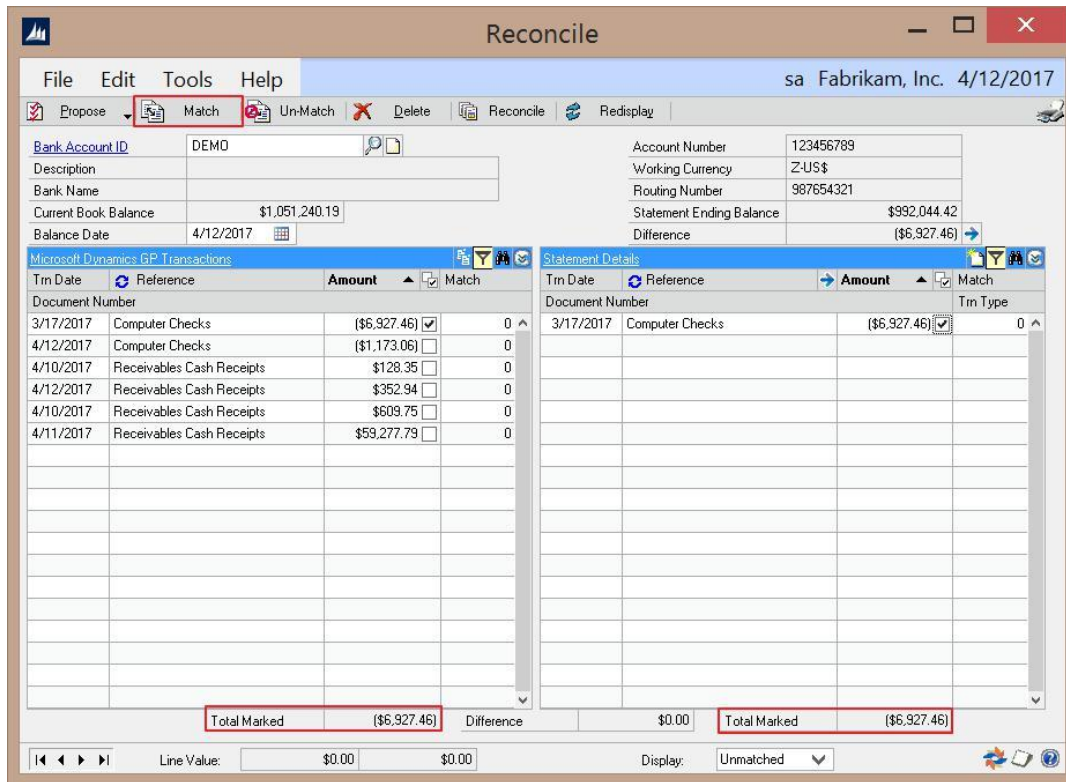 Reconcile
File Edit Tools Help sa Fabrikam, Inc. 4/12/2017
Propose Match Un-Match Delete Reconcile Redisplay
Bank Account ID DEMO Account Number 123456789
Description Working Currency Z-US$
Bank Name Routing Number 987654321
Current Book Balance $1,051,240.19 Statement Ending Balance $992,044.42
Balance Date 4/12/2017 Difference ($6,927.46)
Microsoft Dynamics GP Transactions Statement Details
Trn Date Reference Amount Match Trn Date Reference Amount Match
Document Number Document Number Trn Type
3/17/2017 Computer Checks ($6,927.46) 0 3/17/2017 Computer Checks ($6,927.46) 0
4/12/2017 Computer Checks ($1,173.06) 0
4/10/2017 Receivables Cash Receipts $128.35 0
4/12/2017 Receivables Cash Receipts $352.94 0
4/10/2017 Receivables Cash Receipts $609.75 0
4/11/2017 Receivables Cash Receipts $59,277.79 0
Total Marked ($6,927.46) Difference $0.00 Total Marked ($6,927.46)
Line Value: $0.00 $0.00 Display: Unmatched